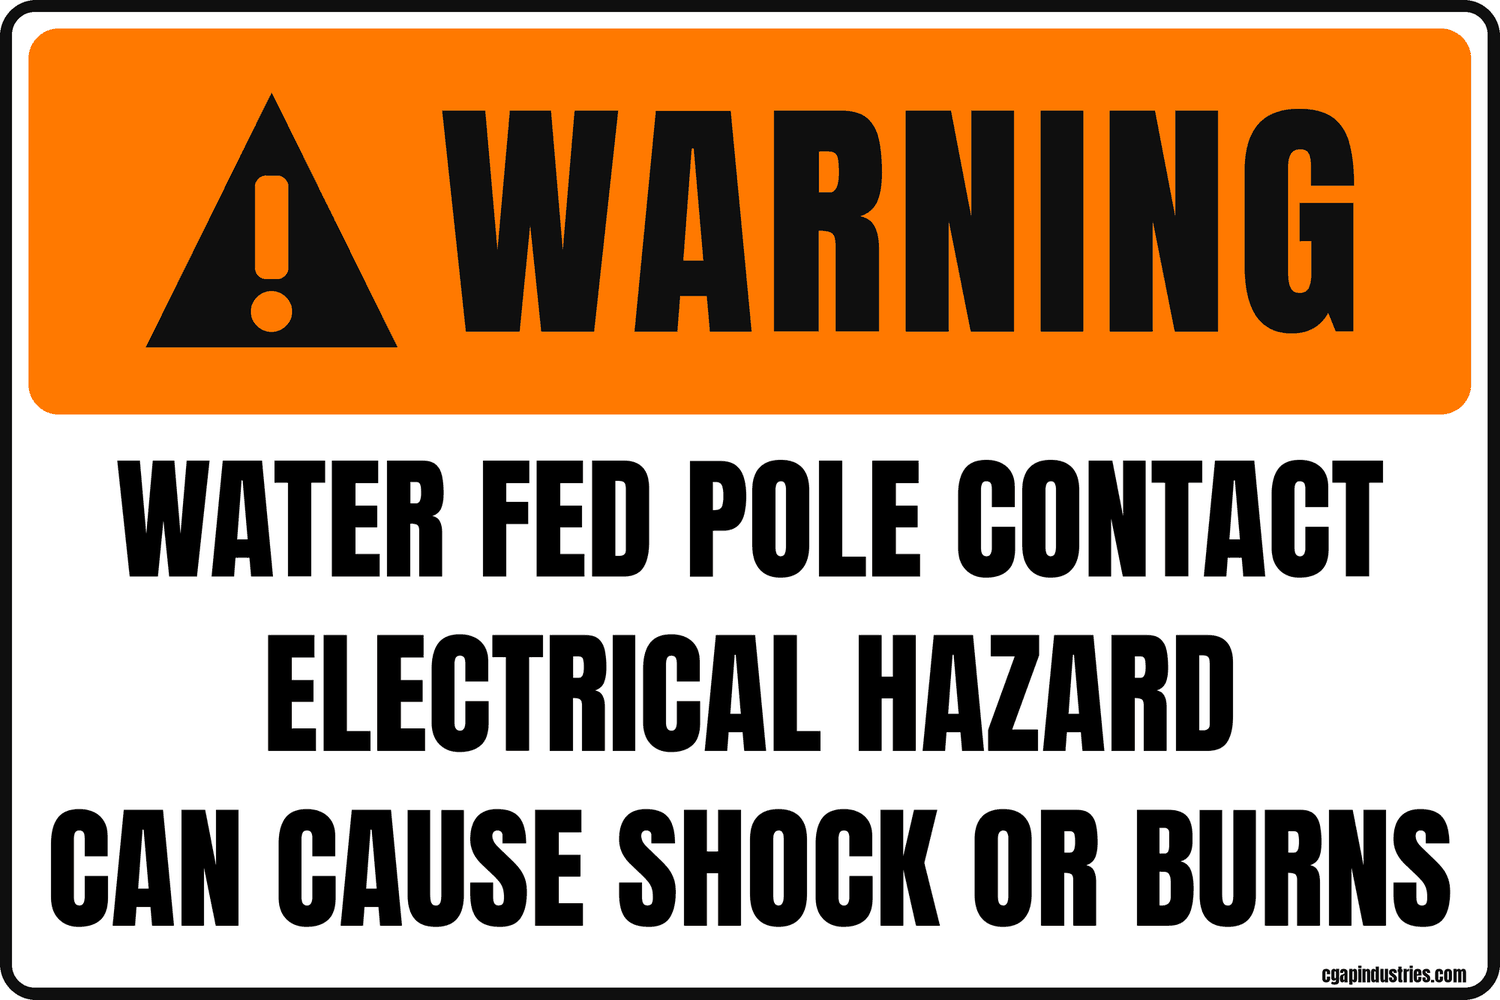 WARNING
WATER FED POLE CONTACT
ELECTRICAL HAZARD
CAN CAUSE SHOCK OR BURNS
cgapindustries.com